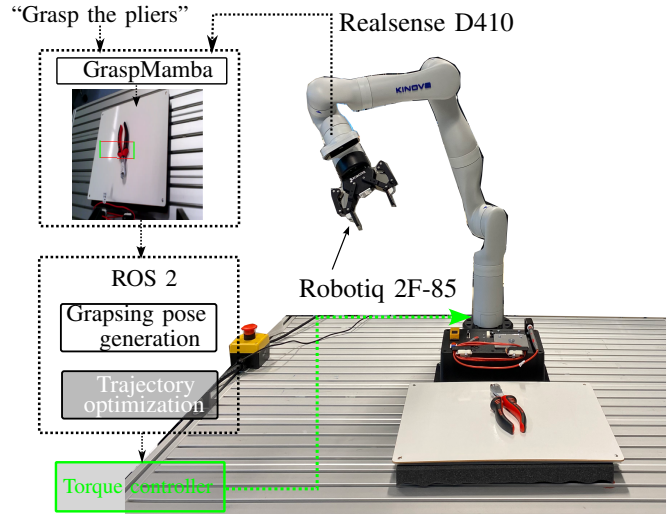 “Grasp the pliers”
Realsense D410
GraspMamba
KINOVA
ROS 2
Robotiq 2F-85
Grapsing pose
generation
Trajectory
optimization
Torque controller